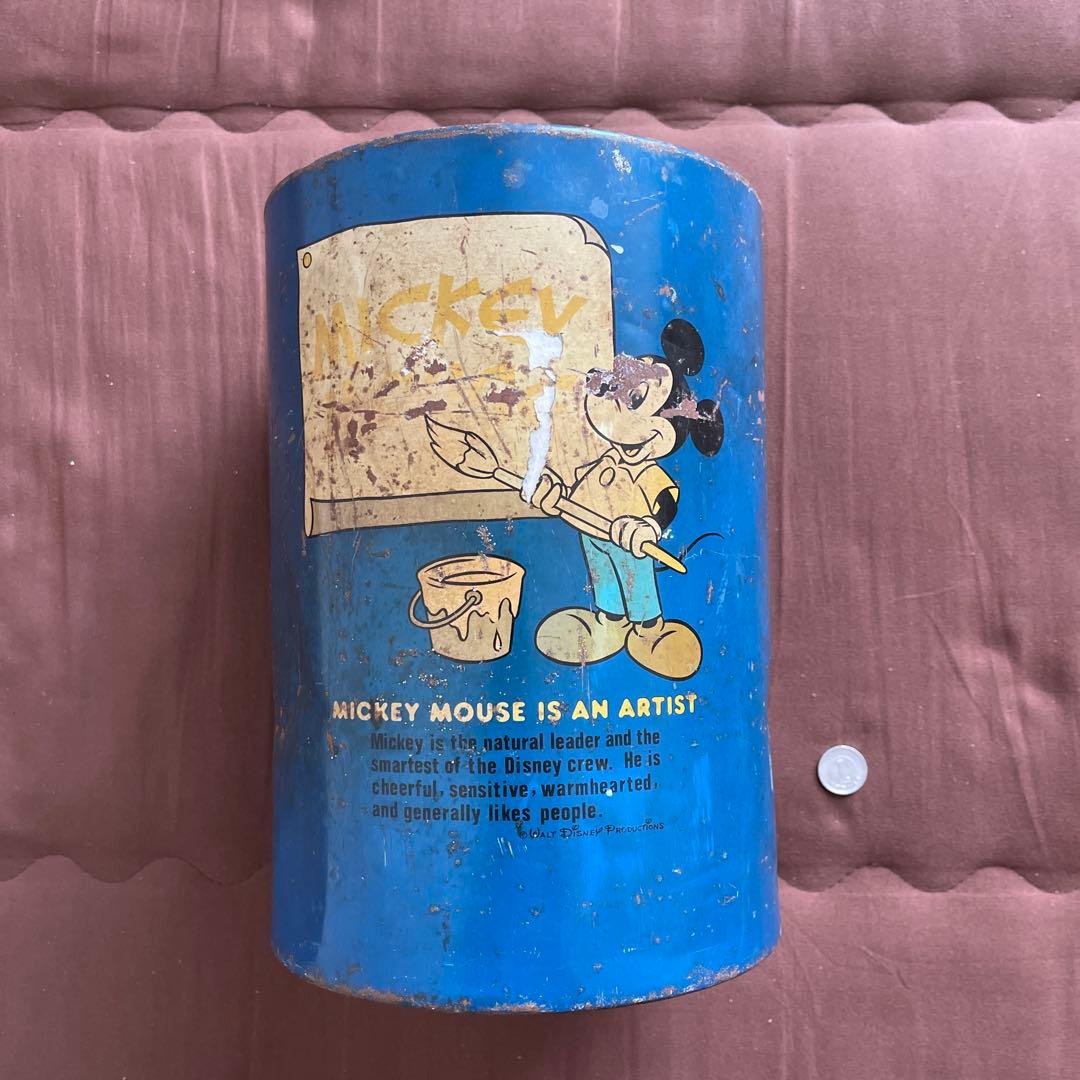 MICKEY
MICKEY MOUSE IS AN ARTIST
Mickey is the natural leader and the
smartest of the Disney crew. He is
cheerful, sensitive, warmhearted,
and generally likes people.
© WALT DISNEY PRODUCTIONS